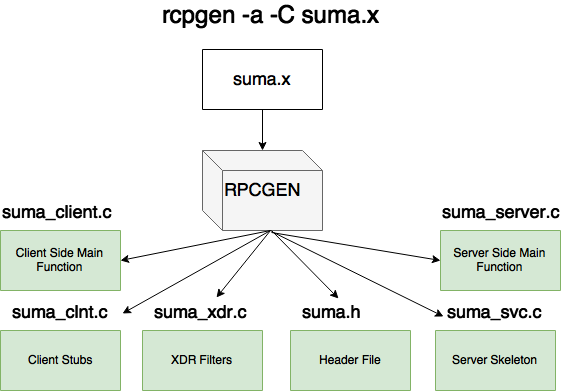 rcpgen -a -C suma.x
suma.x
RPCGEN
suma_client.c
suma_server.c
Client Side Main
Function
Server Side Main
Function
suma_clnt.c
suma_xdr.c
suma.h
suma_svc.c
Client Stubs
XDR Filters
Header File
Server Skeleton